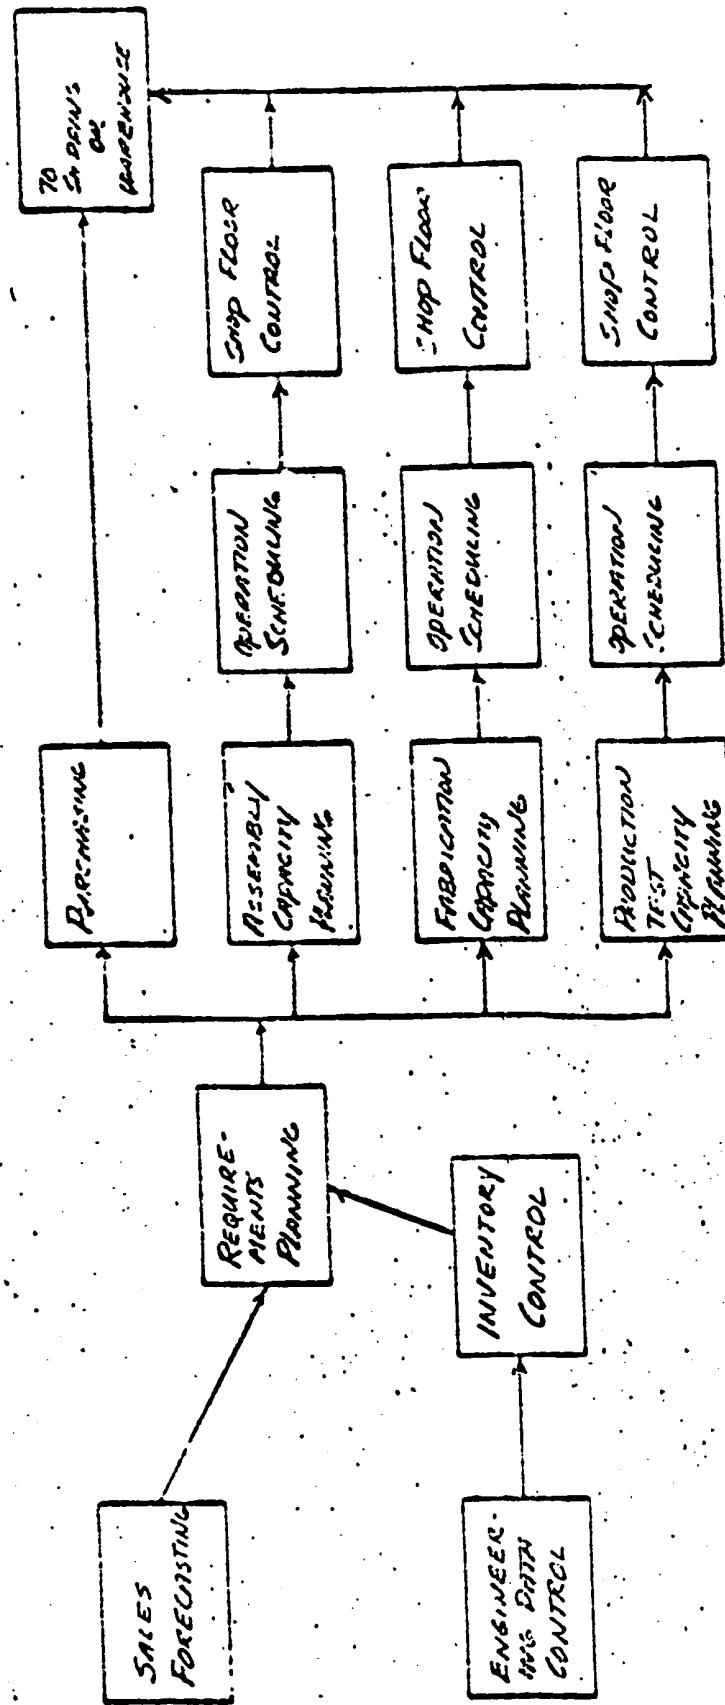 SALES
FORECASTING
ENGINEER-
ING DATA
CONTROL
REQUIRE-
MENTS
PLANNING
INVENTORY
CONTROL
PURCHASING
ASSEMBLY
CAPACITY
PLANNING
FABRICATION
CAPACITY
PLANNING
PRODUCTION
TEST
CAPACITY
PLANNING
OPERATION
SCHEDULING
OPERATION
SCHEDULING
OPERATION
SCHEDULING
SHOP FLOOR
CONTROL
SHOP FLOOR
CONTROL
SHOP FLOOR
CONTROL
TO
OR
WAREHOUSE